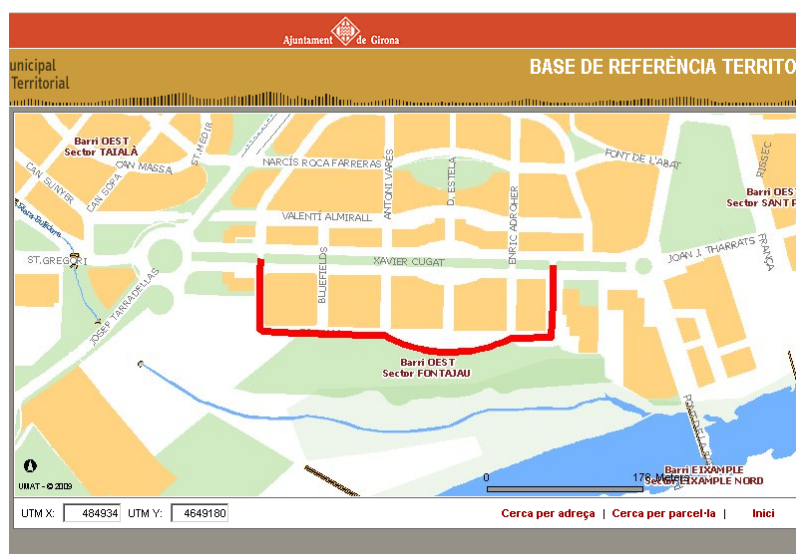 Ajuntament de Girona
unicipal
Territorial
BASE DE REFERÈNCIA TERRITO
Barri OEST
Sector TAIALÀ
CAN MASSA
ST.MEDIR
CAN SUNYER
CAN SOPA
NARCÍS ROCA FARRERAS
ANTONI VARÉS
D. ESTELA
PONT DE L'ABAT
RISSEC
Barri OEST
Sector SANT P
VALENTÍ ALMIRALL
ENRIC ADROHER
ST.GREGORI
BLUEFIELDS
XAVIER CUGAT
JOAN J. THARRATS
FRANÇA
JOSEP TARRADELLAS
Barri OEST
Sector FONTAJAU
UMAT - © 2009
0
178 Meters
Barri EIXAMPLE
Sector EIXAMPLE NORD
UTM X: 484934 UTM Y: 4649180
Cerca per adreça | Cerca per parcel·la | Inici